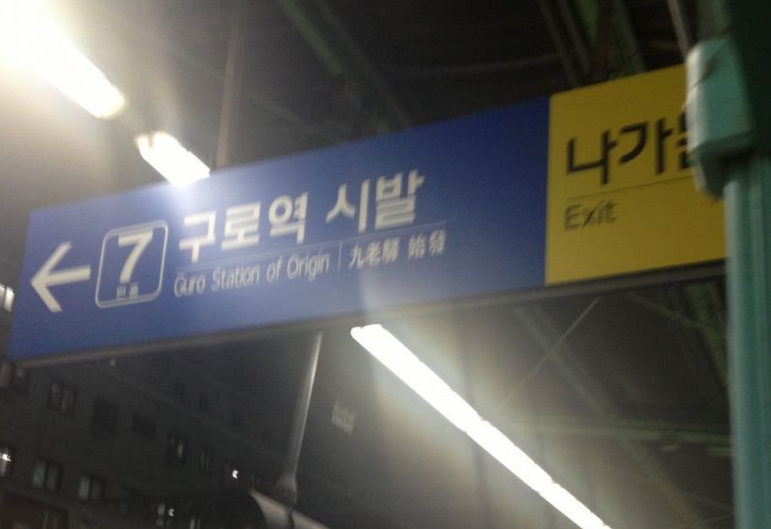 7
구로역 시발
Guro Station of Origin | 九老驛 始發
나가
Exit